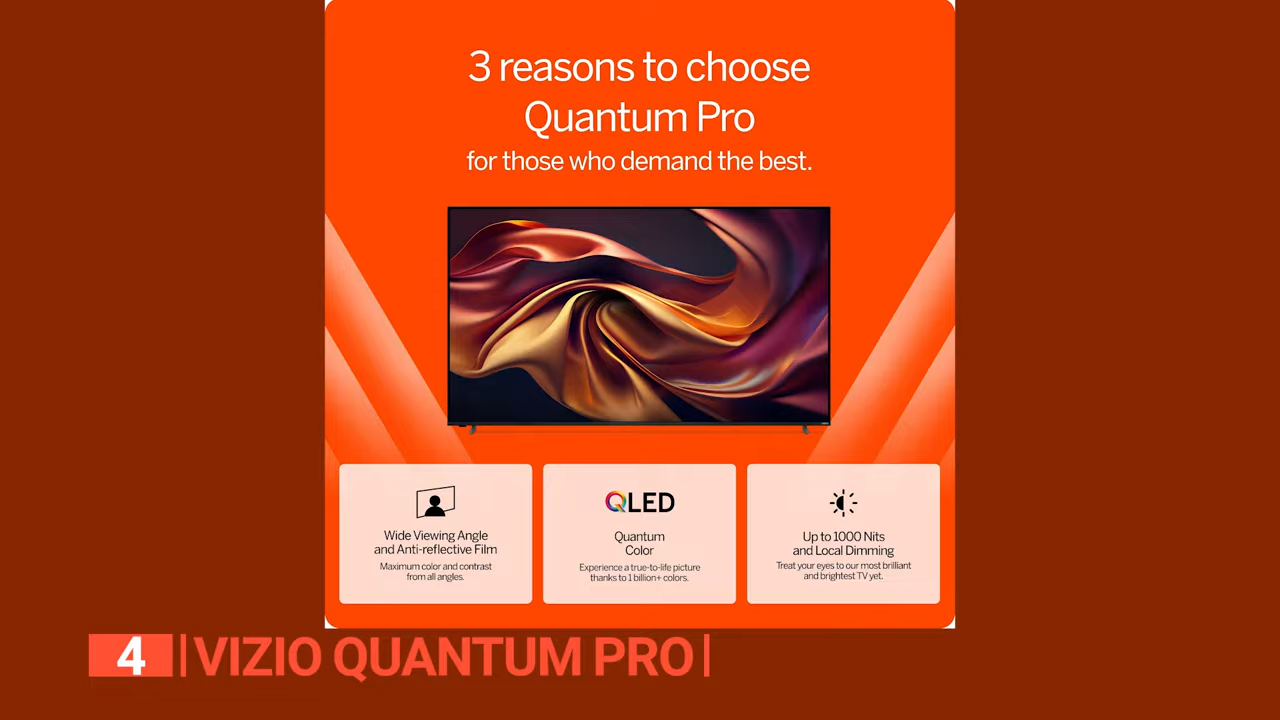 3 reasons to choose
Quantum Pro
for those who demand the best.
Wide Viewing Angle
and Anti-reflective Film
Maximum color and contrast
from all angles.
QLED
Quantum
Color
Experience a true-to-life picture
thanks to 1 billion+ colors.
Up to 1000 Nits
and Local Dimming
Treat your eyes to our most brilliant
and brightest TV yet.
4 VIZIO QUANTUM PRO